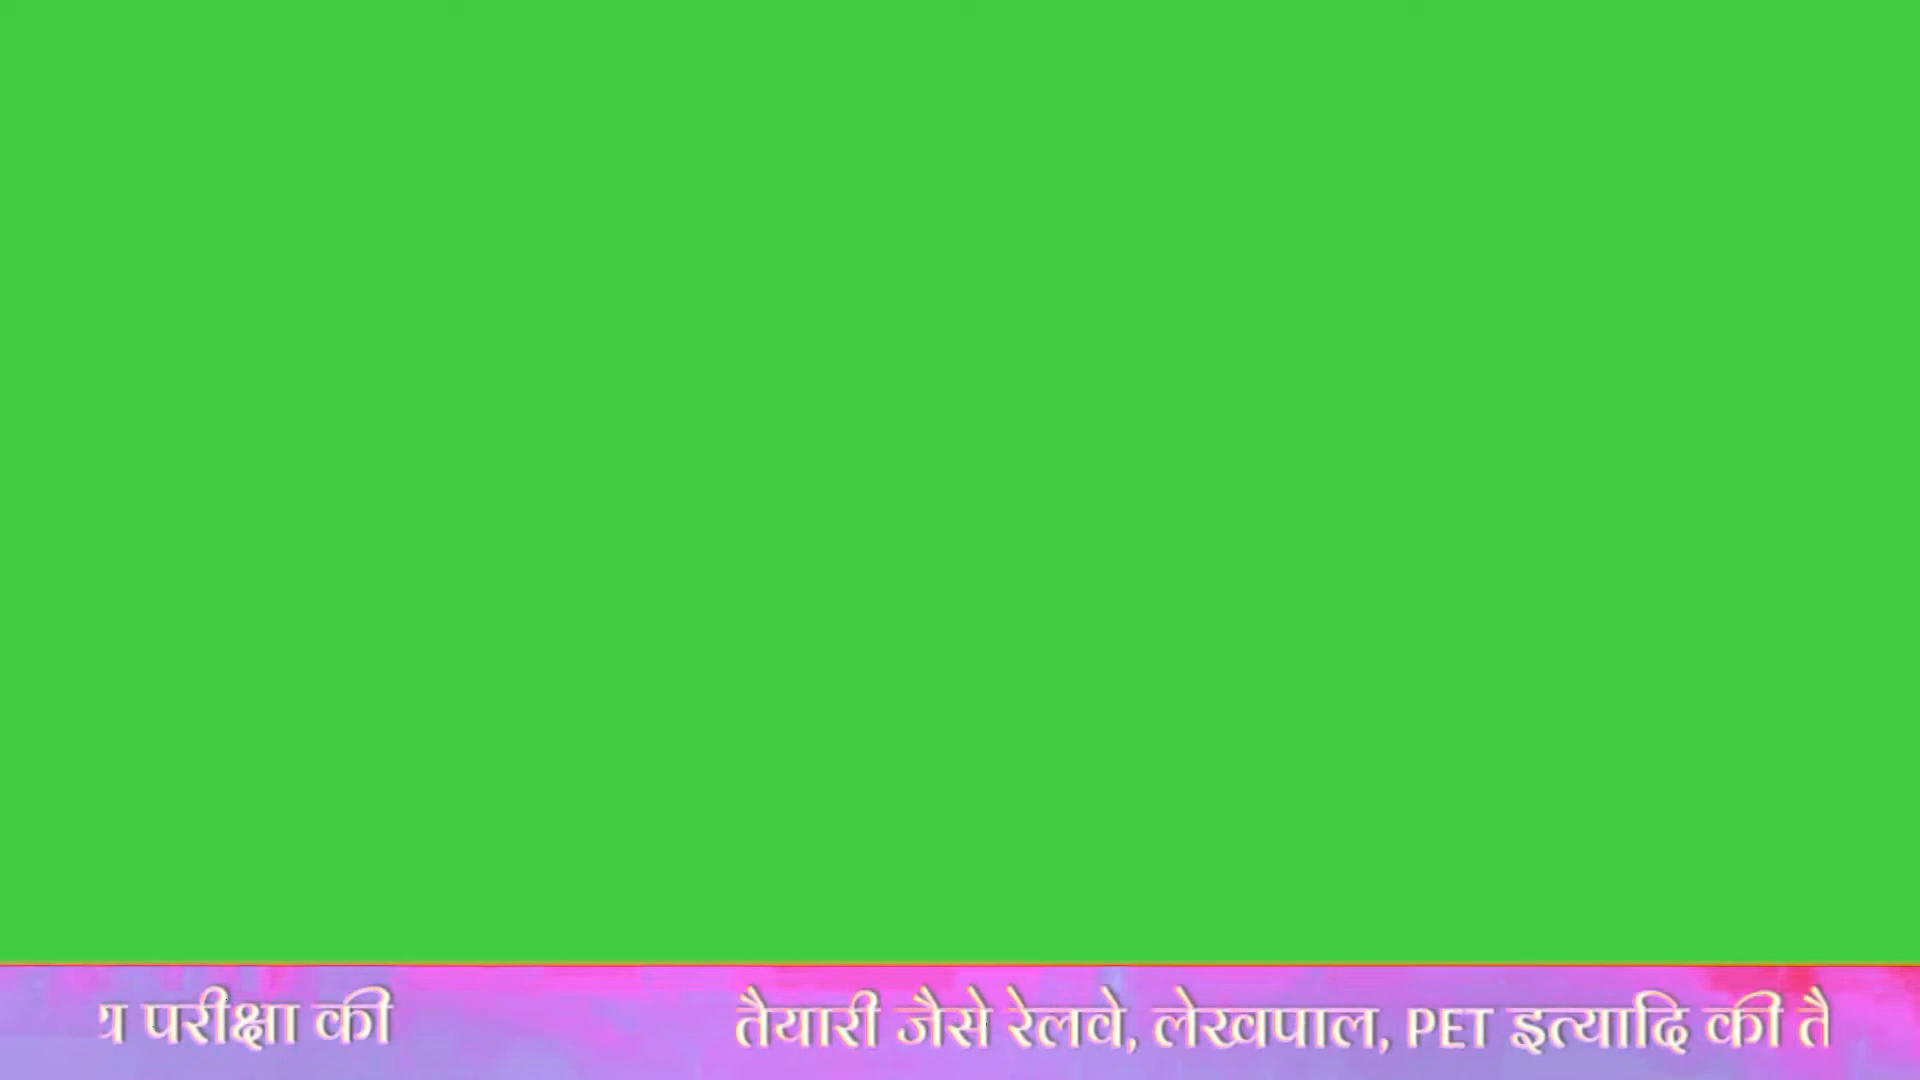 परीक्षा की तैयारी जैसे रेलवे, लेखपाल, PET इत्यादि की